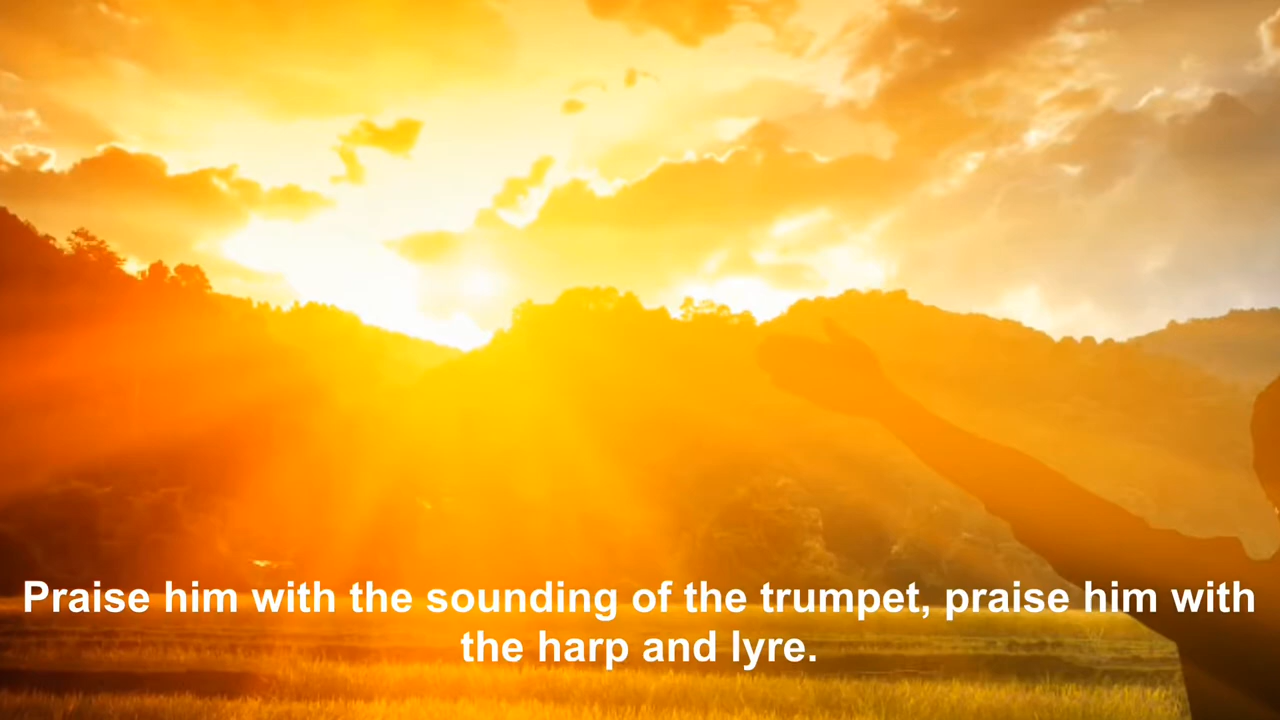 Praise him with the sounding of the trumpet, praise him with
the harp and lyre.